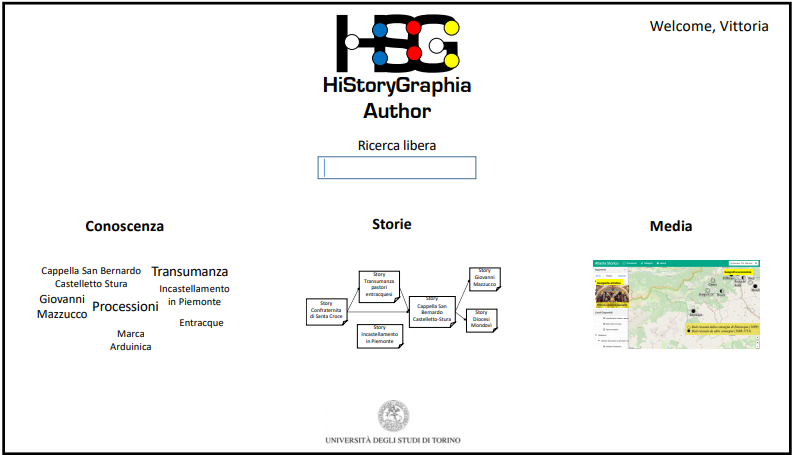 Welcome, Vittoria
HiStoryGraphia
Author
Ricerca libera
Conoscenza
Cappella San Bernardo
Castelletto Stura
Transumanza
Giovanni
Mazzucco
Processioni
Incastellamento
in Piemonte
Entracque
Marca
Arduinica
Storie
Story
Confraternita
di Santa Croce
Story
Transumanza
pastori
entracquesi
Story
Incastellamento
in Piemonte
Story
Cappella San
Bernardo
Castelletto-Stura
Story
Giovanni
Mazzucco
Story
Diocesi
Mondovì
Media
Atlante Storico
UNIVERSITÀ DEGLI STUDI DI TORINO